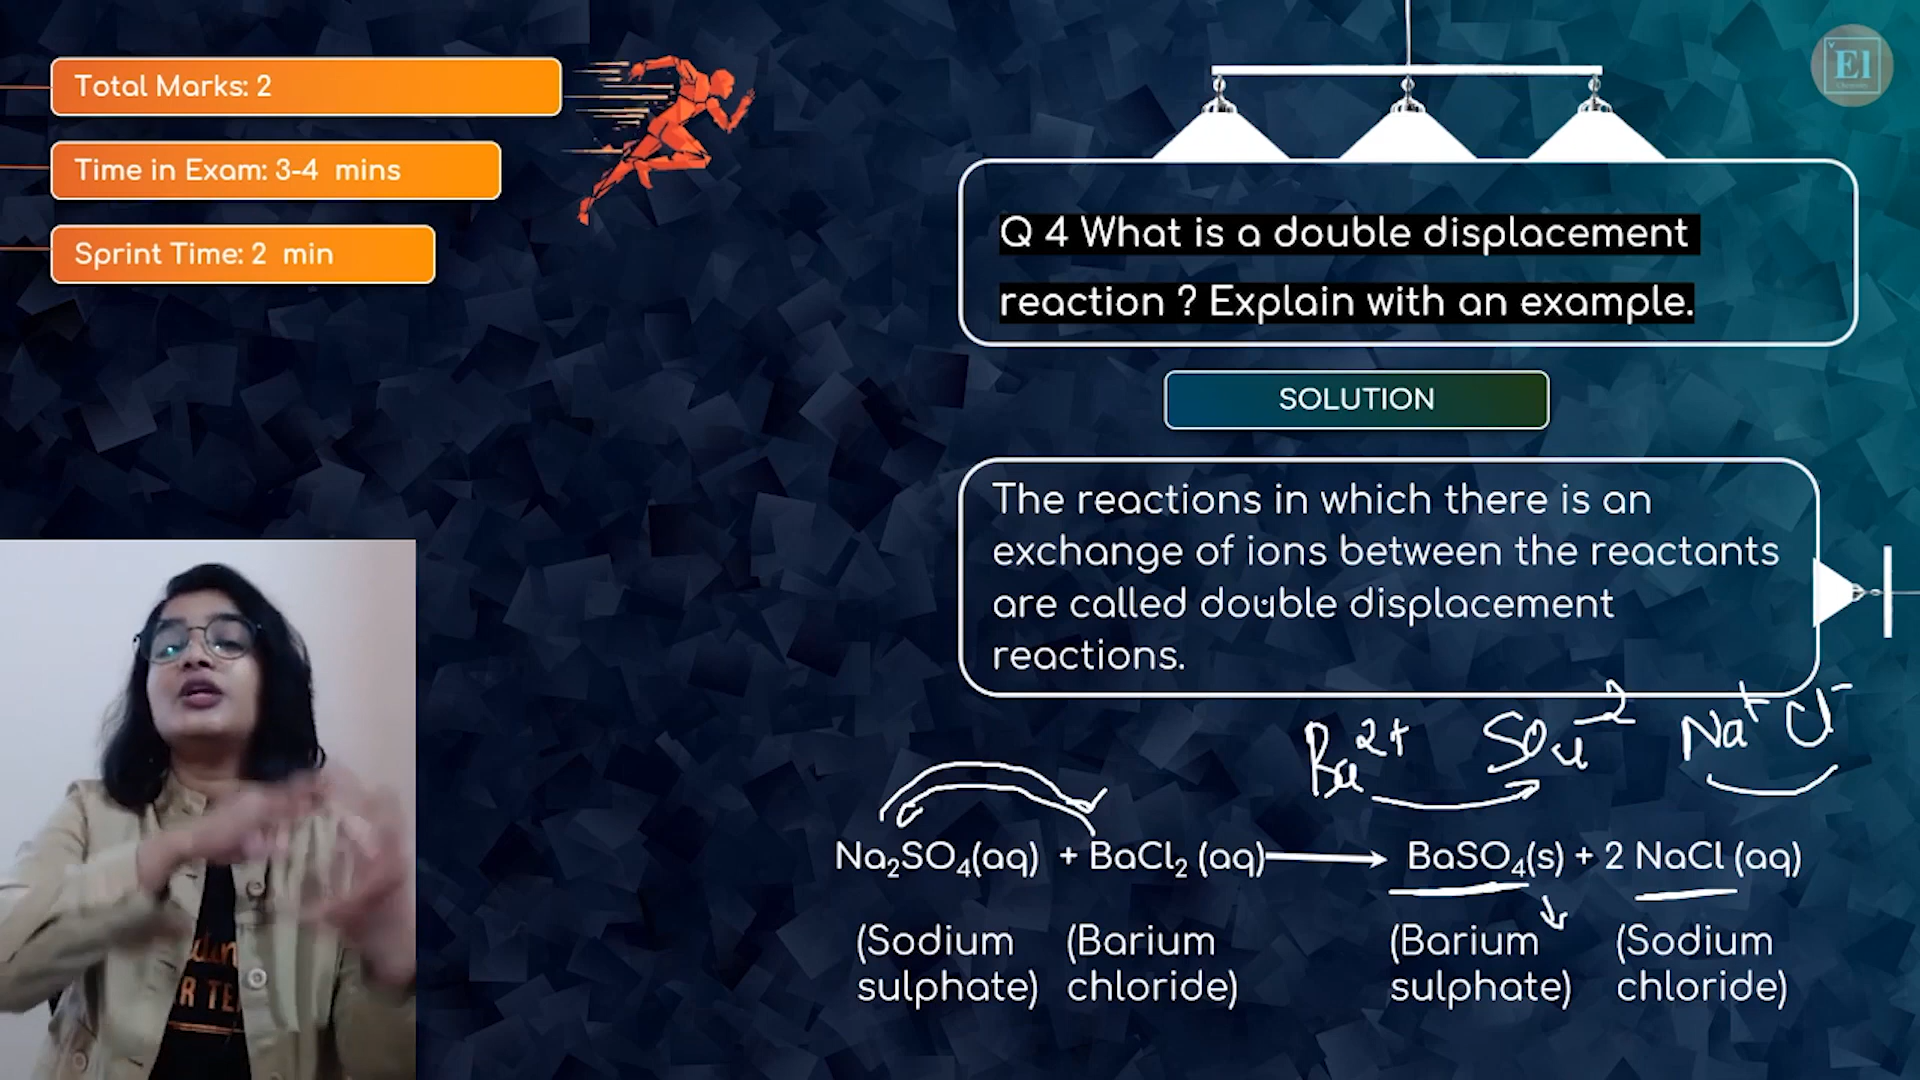 Total Marks: 2
Time in Exam: 3-4 mins
Sprint Time: 2 min
El
Q 4 What is a double displacement
reaction ? Explain with an example.
SOLUTION
The reactions in which there is an
exchange of ions between the reactants
are called double displacement
reactions.
Ba²⁺ SO₄⁻² Na⁺ Cl⁻
Na₂SO₄(aq) + BaCl₂ (aq) → BaSO₄(s) + 2 NaCl (aq)
(Sodium sulphate) (Barium chloride) (Barium sulphate) (Sodium chloride)
R TE